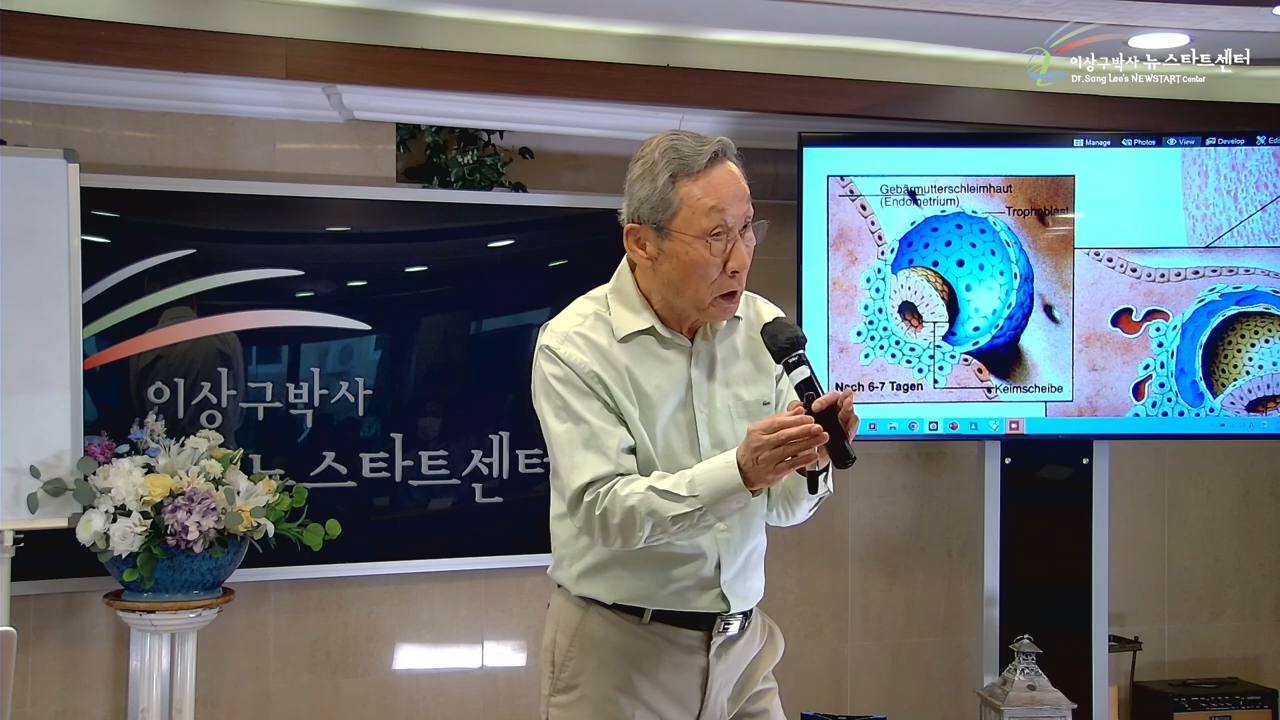 이상구박사 뉴스타트센터
Dr. Sang Lee's NEWSTART Center
Manage Photos View Develop
Gebärmutterschleimhaut
(Endometrium)
Trophoblast
Nach 6-7 Tagen
Keimscheibe
이상구박사
뉴스타트센터